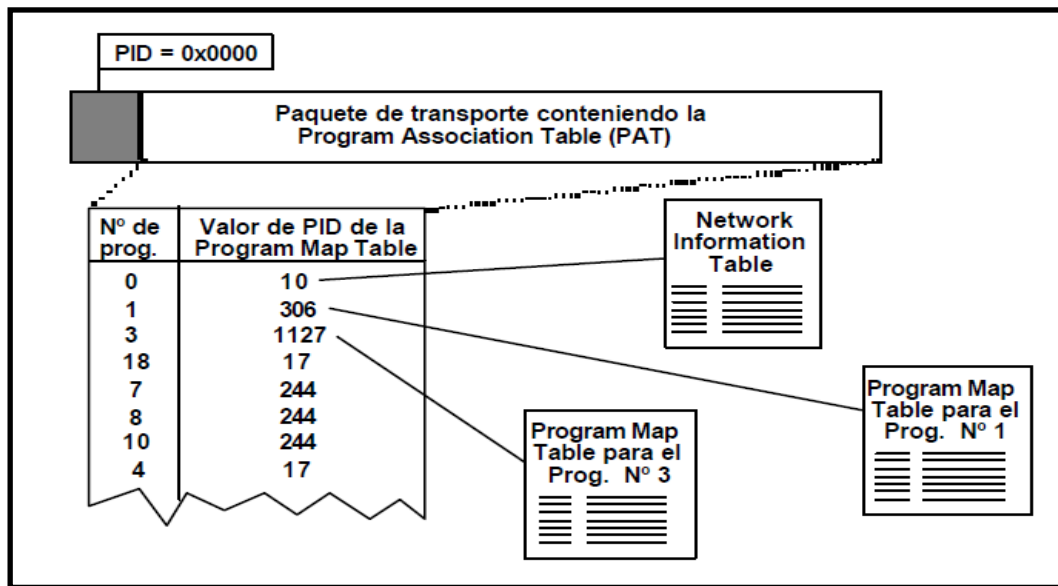 PID = 0x0000
Paquete de transporte conteniendo la
Program Association Table (PAT)
Nº de
prog.
Valor de PID de la
Program Map Table
0 10
1 306
3 1127
18 17
7 244
8 244
10 244
4 17
Network
Information
Table
Program Map
Table para el
Prog. Nº 1
Program Map
Table para el
Prog. Nº 3